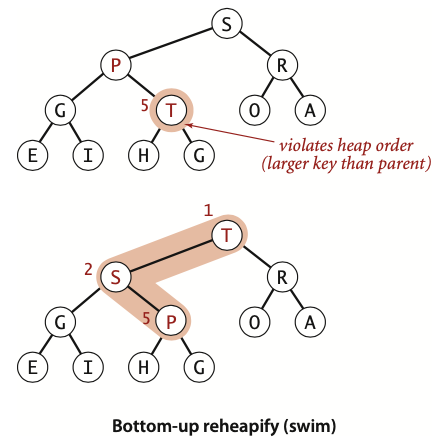 S
P R
G 5 T O A
violates heap order
(larger key than parent)
E I H G
1
T
2 S R
G 5 P O A
E I H G
Bottom-up reheapify (swim)